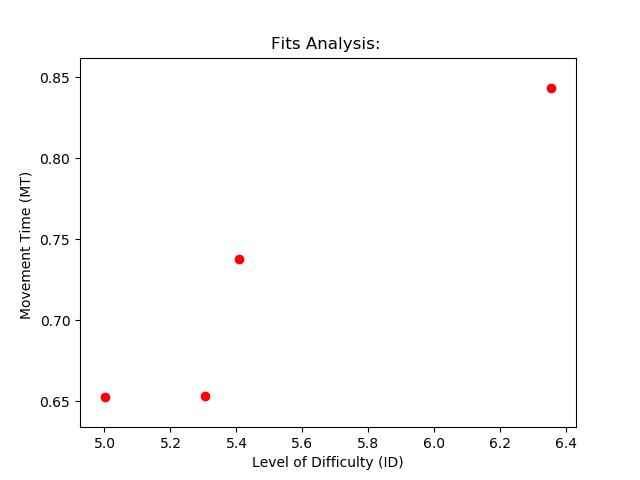 Fits Analysis:
0.85
0.80
0.75
0.70
0.65
Movement Time (MT)
5.0 5.2 5.4 5.6 5.8 6.0 6.2 6.4
Level of Difficulty (ID)